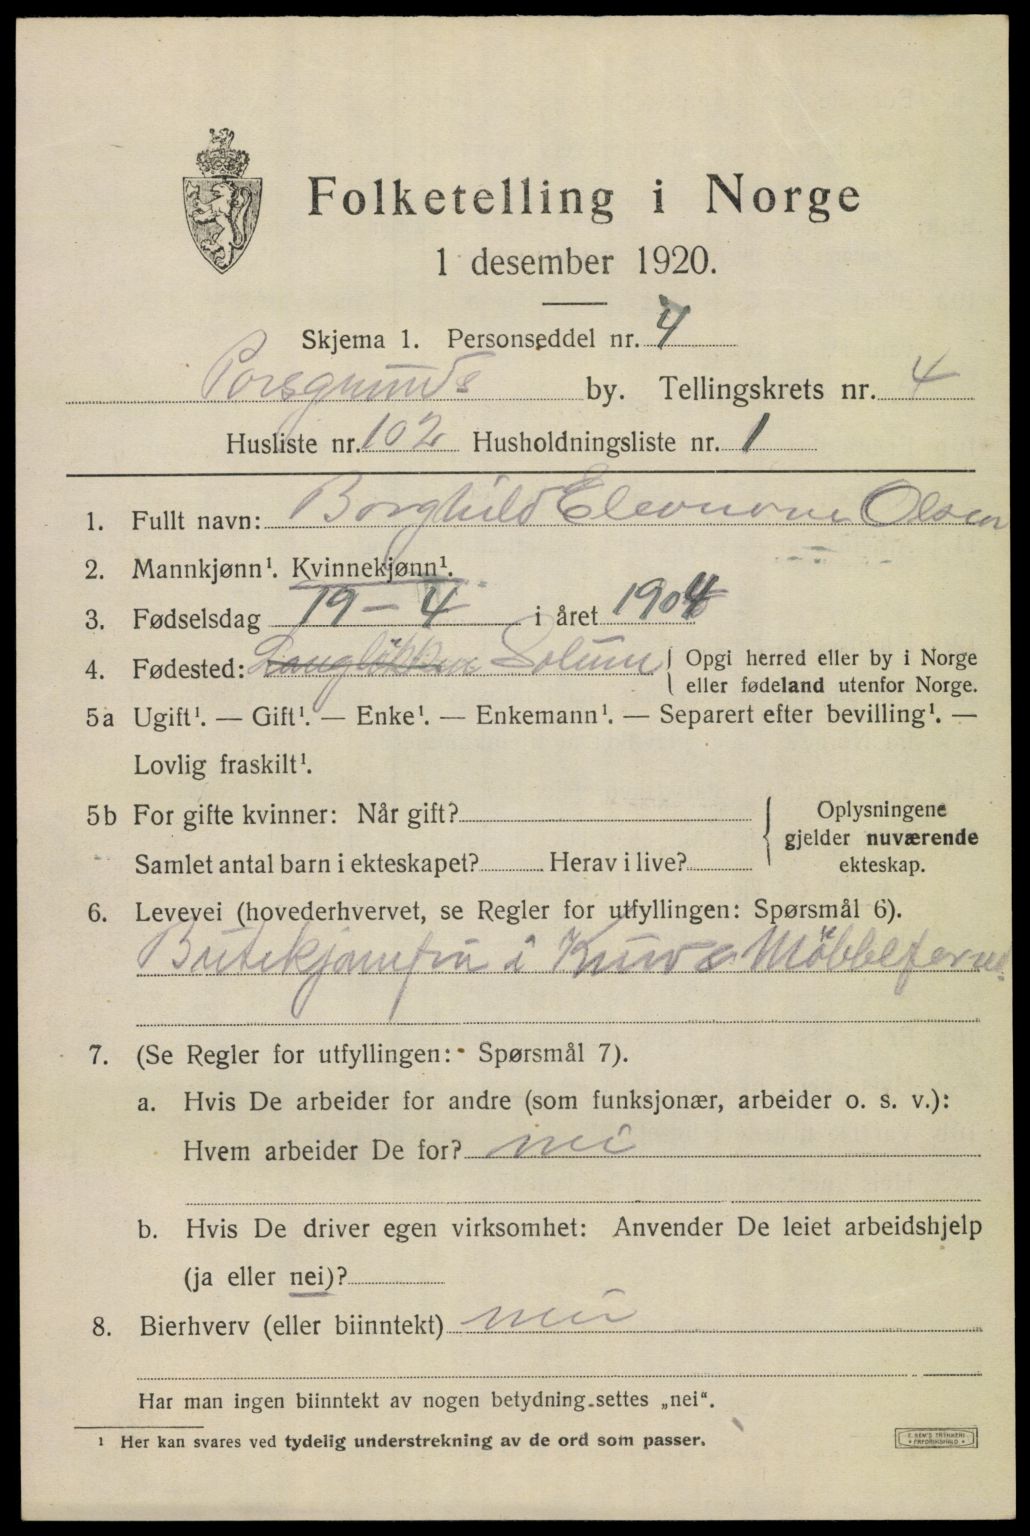 Folketelling i Norge
1 desember 1920.
Skjema 1. Personseddel nr. 4
Porsgrunds by. Tellingskrets nr. 4
Husliste nr. 102 Husholdningsliste nr. 1
1. Fullt navn: Borghild Eleonora Olsen
2. Mannkjønn¹. Kvinnekjønn¹.
3. Fødselsdag 19 – 4 i året 1904
4. Fødested: Solum Opgi herred eller by i Norge
eller fødeland utenfor Norge.
5a Ugift¹. — Gift¹. — Enke¹. — Enkemann¹. — Separert efter bevilling¹. —
Lovlig fraskilt¹.
5b For gifte kvinner: Når gift? Oplysningene
gjelder nuværende
Samlet antal barn i ekteskapet? Herav i live? ekteskap.
6. Levevei (hovederhvervet, se Regler for utfyllingen: Spørsmål 6).
i Møbbelforre
7. (Se Regler for utfyllingen: Spørsmål 7).
a. Hvis De arbeider for andre (som funksjonær, arbeider o. s. v.):
Hvem arbeider De for? nei
b. Hvis De driver egen virksomhet: Anvender De leiet arbeidshjelp
(ja eller nei)?
8. Bierhverv (eller biinntekt) nei
Har man ingen biinntekt av nogen betydning settes „nei“.
¹ Her kan svares ved tydelig understrekning av de ord som passer.